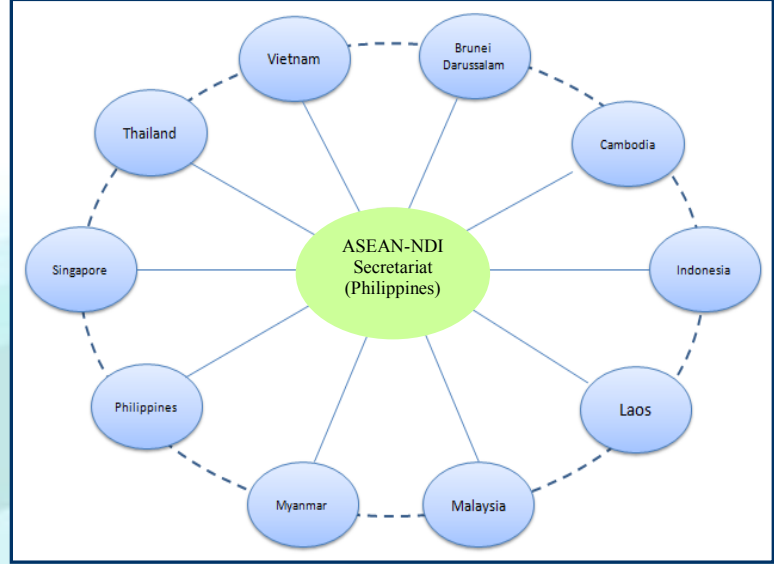 Vietnam
Brunei
Darussalam
Thailand
Cambodia
ASEAN-NDI
Secretariat
(Philippines)
Singapore
Indonesia
Philippines
Laos
Myanmar
Malaysia